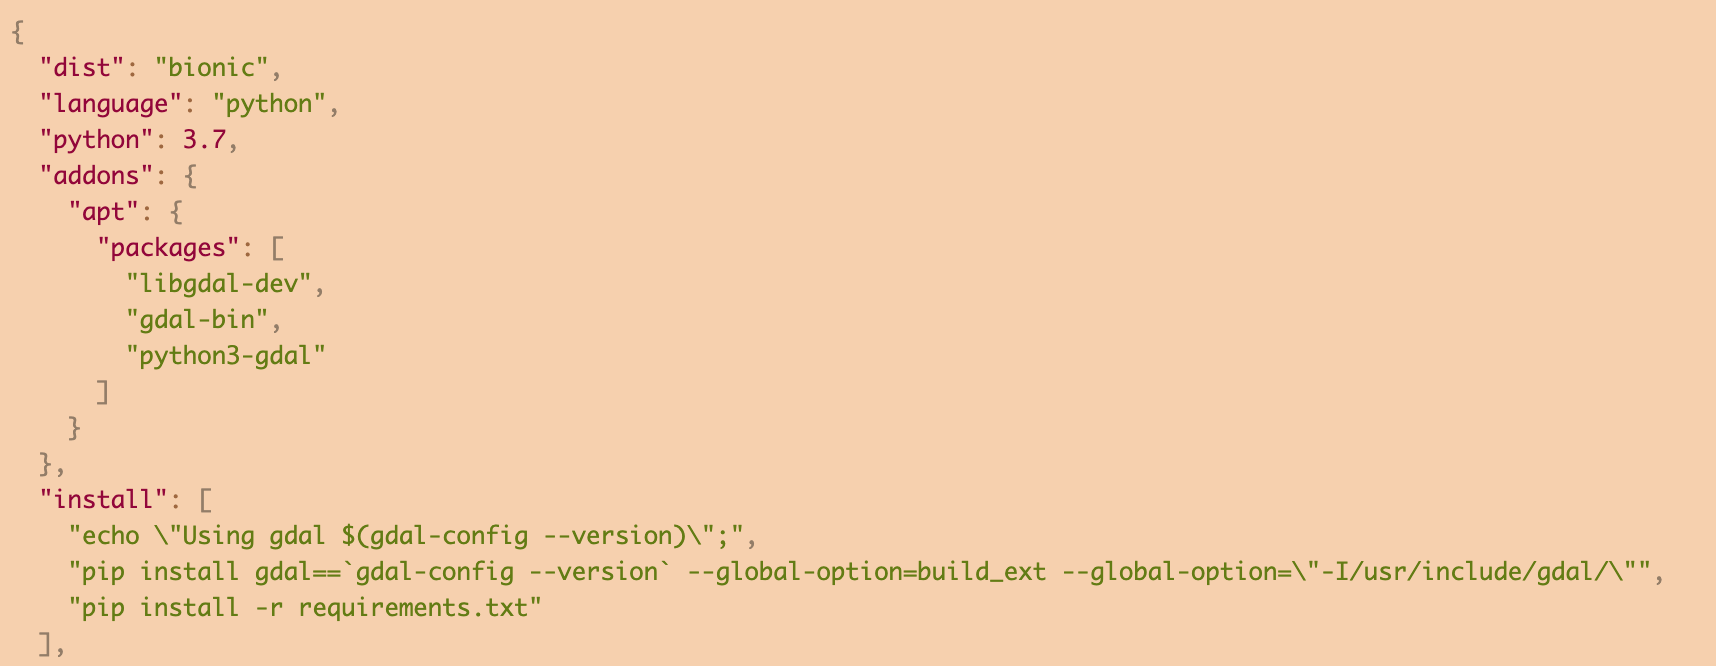 {
  "dist": "bionic",
  "language": "python",
  "python": 3.7,
  "addons": {
    "apt": {
      "packages": [
        "libgdal-dev",
        "gdal-bin",
        "python3-gdal"
      ]
    }
  },
  "install": [
    "echo \"Using gdal $(gdal-config --version)\";",
    "pip install gdal==`gdal-config --version` --global-option=build_ext --global-option=\"-I/usr/include/gdal/\"",
    "pip install -r requirements.txt"
  ],